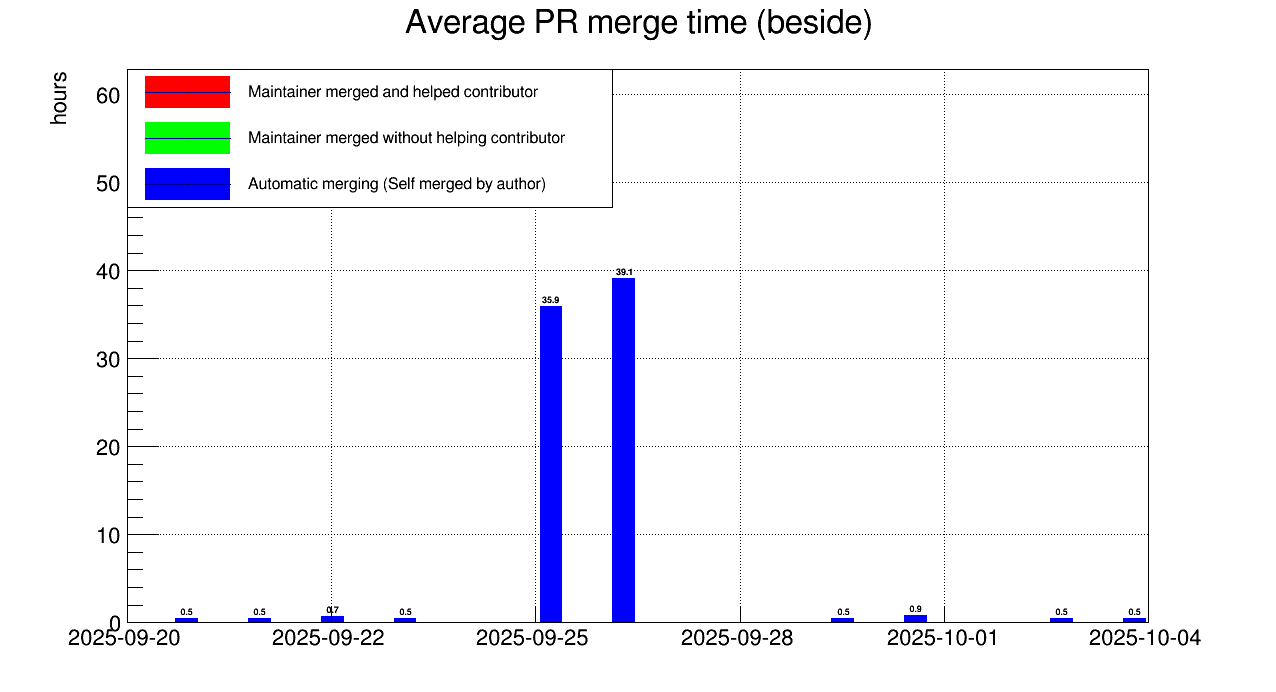 Average PR merge time (beside)
hours
Maintainer merged and helped contributor
Maintainer merged without helping contributor
Automatic merging (Self merged by author)
60
50
40
30
20
10
0
39.1
35.9
0.5 0.5 0.7 0.5 0.5 0.9 0.5 0.5
2025-09-20 2025-09-22 2025-09-25 2025-09-28 2025-10-01 2025-10-04